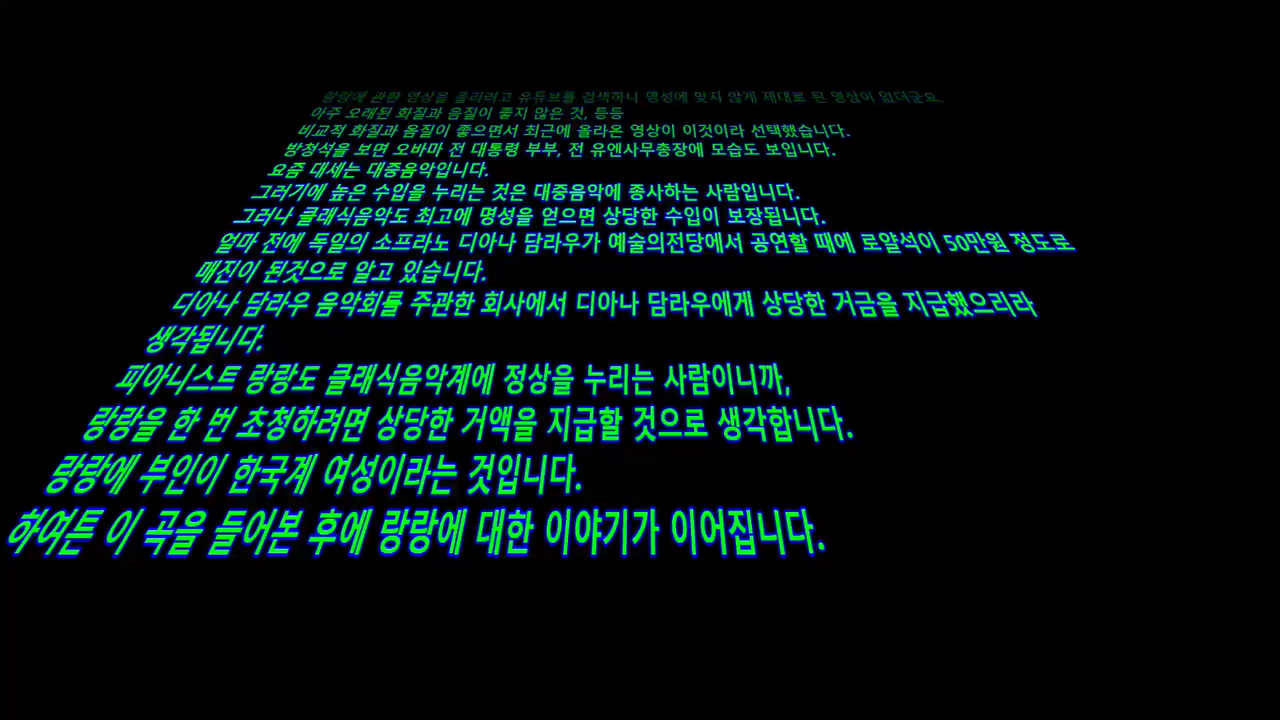 랑랑에 관한 영상을 올리려고 유튜브를 검색하니 명성에 맞지 않게 제대로 된 영상이 없더군요.
아주 오래된 화질과 음질이 좋지 않은 것, 등등
비교적 화질과 음질이 좋으면서 최근에 올라온 영상이 이것이라 선택했습니다.
방청석을 보면 오바마 전 대통령 부부, 전 유엔사무총장에 모습도 보입니다.
요즘 대세는 대중음악입니다.
그러기에 높은 수입을 누리는 것은 대중음악에 종사하는 사람입니다.
그러나 클래식음악도 최고에 명성을 얻으면 상당한 수입이 보장됩니다.
얼마 전에 독일의 소프라노 디아나 담라우가 예술의전당에서 공연할 때에 로얄석이 50만원 정도로
매진이 된것으로 알고 있습니다.
디아나 담라우 음악회를 주관한 회사에서 디아나 담라우에게 상당한 거금을 지급했으리라
생각됩니다.
피아니스트 랑랑도 클래식음악계에 정상을 누리는 사람이니까,
랑랑을 한 번 초청하려면 상당한 거액을 지급할 것으로 생각합니다.
랑랑에 부인이 한국계 여성이라는 것입니다.
하여튼 이 곡을 들어본 후에 랑랑에 대한 이야기가 이어집니다.